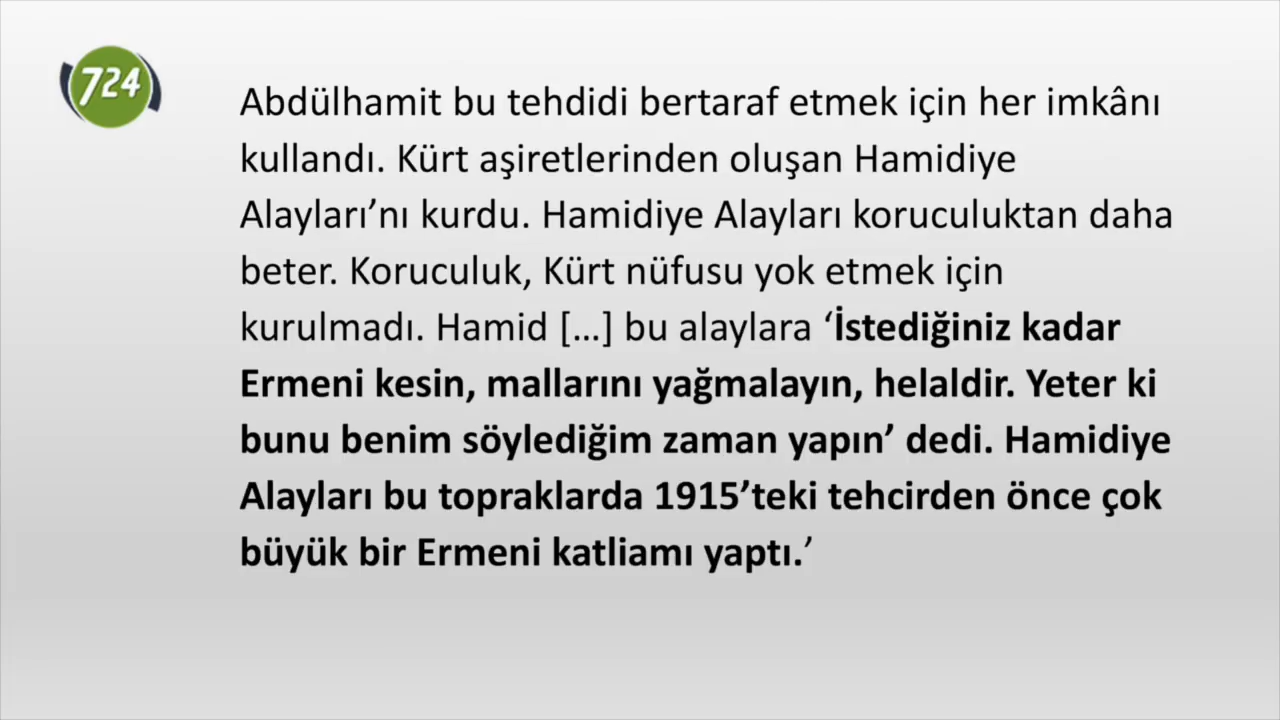 724
Abdülhamit bu tehdidi bertaraf etmek için her imkânı
kullandı. Kürt aşiretlerinden oluşan Hamidiye
Alayları’nı kurdu. Hamidiye Alayları koruculuktan daha
beter. Koruculuk, Kürt nüfusu yok etmek için
kurulmadı. Hamid […] bu alaylara ‘İstediğiniz kadar
Ermeni kesin, mallarını yağmalayın, helaldir. Yeter ki
bunu benim söylediğim zaman yapın’ dedi. Hamidiye
Alayları bu topraklarda 1915’teki tehcirden önce çok
büyük bir Ermeni katliamı yaptı.’